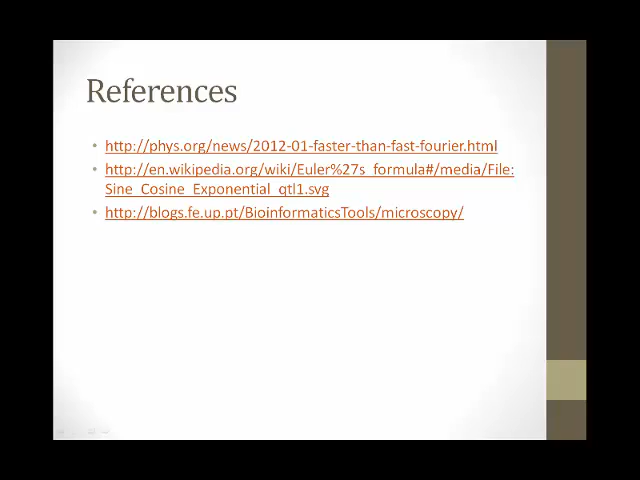 References
• http://phys.org/news/2012-01-faster-than-fast-fourier.html
• http://en.wikipedia.org/wiki/Euler%27s_formula#/media/File:
Sine_Cosine_Exponential_qtl1.svg
• http://blogs.fe.up.pt/BioinformaticsTools/microscopy/